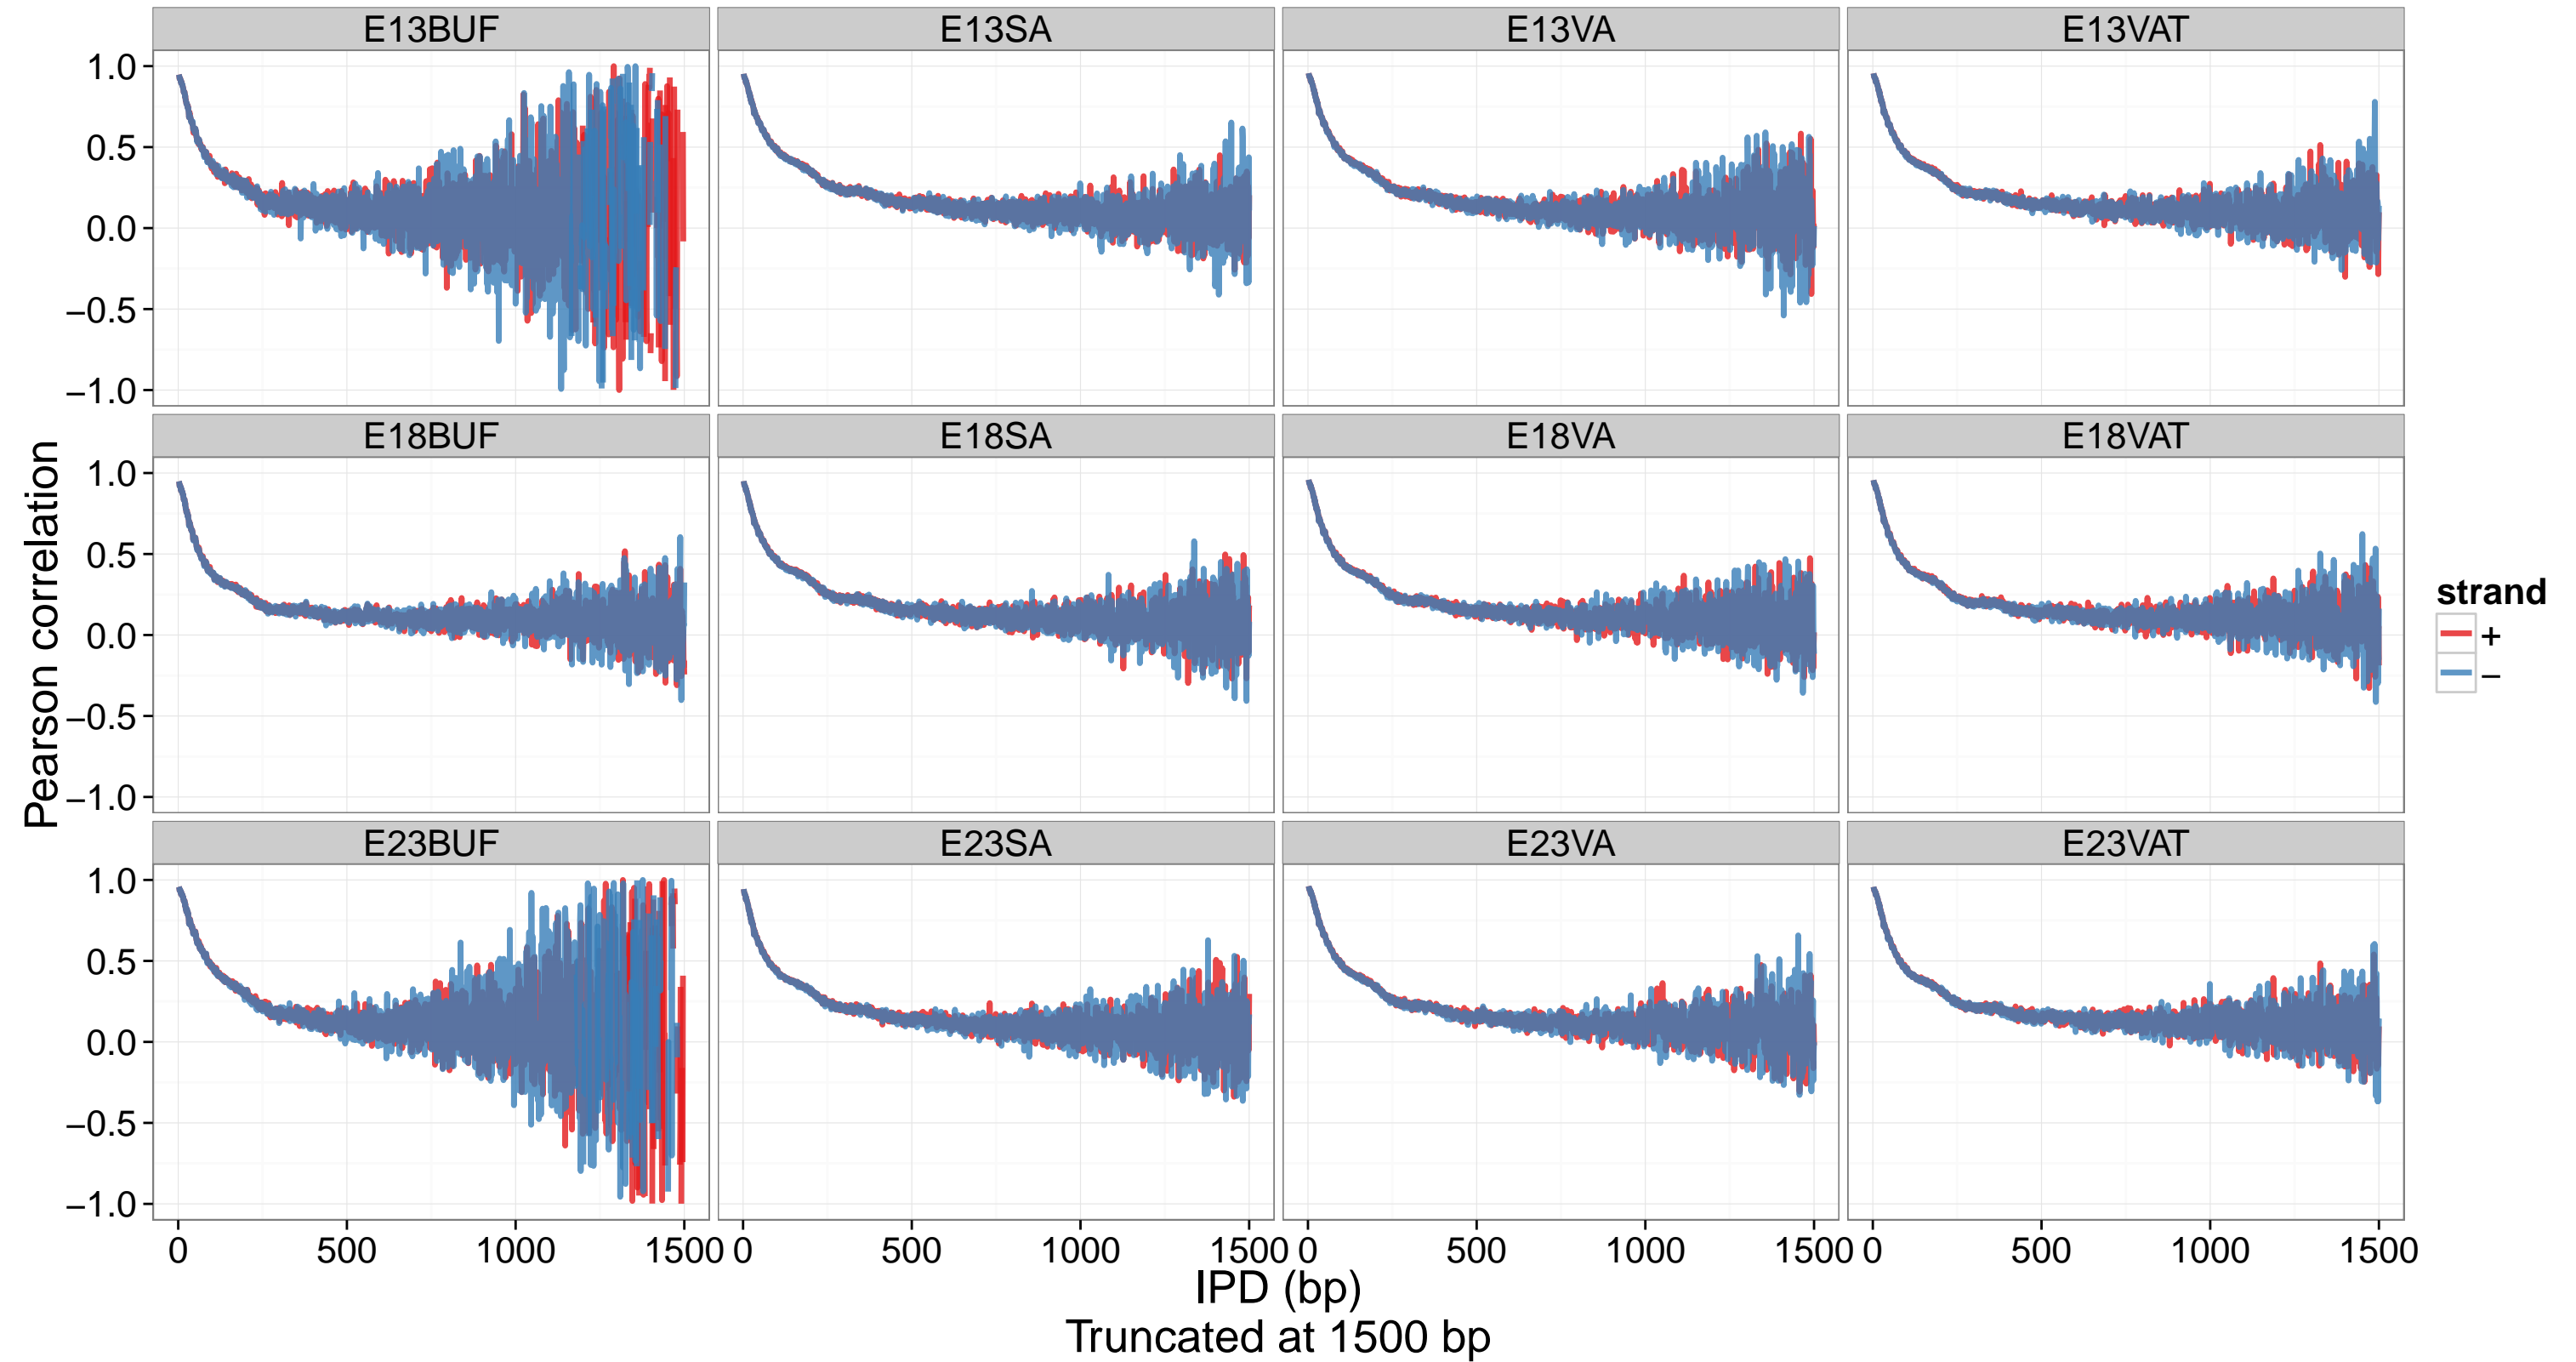 E13BUF E13SA E13VA E13VAT
1.0
0.5
0.0
−0.5
−1.0
E18BUF E18SA E18VA E18VAT
1.0
0.5
0.0
−0.5
−1.0
E23BUF E23SA E23VA E23VAT
1.0
0.5
0.0
−0.5
−1.0
0 500 1000 1500 0 500 1000 1500 0 500 1000 1500 0 500 1000 1500
Pearson correlation
IPD (bp)
Truncated at 1500 bp
strand
+
−